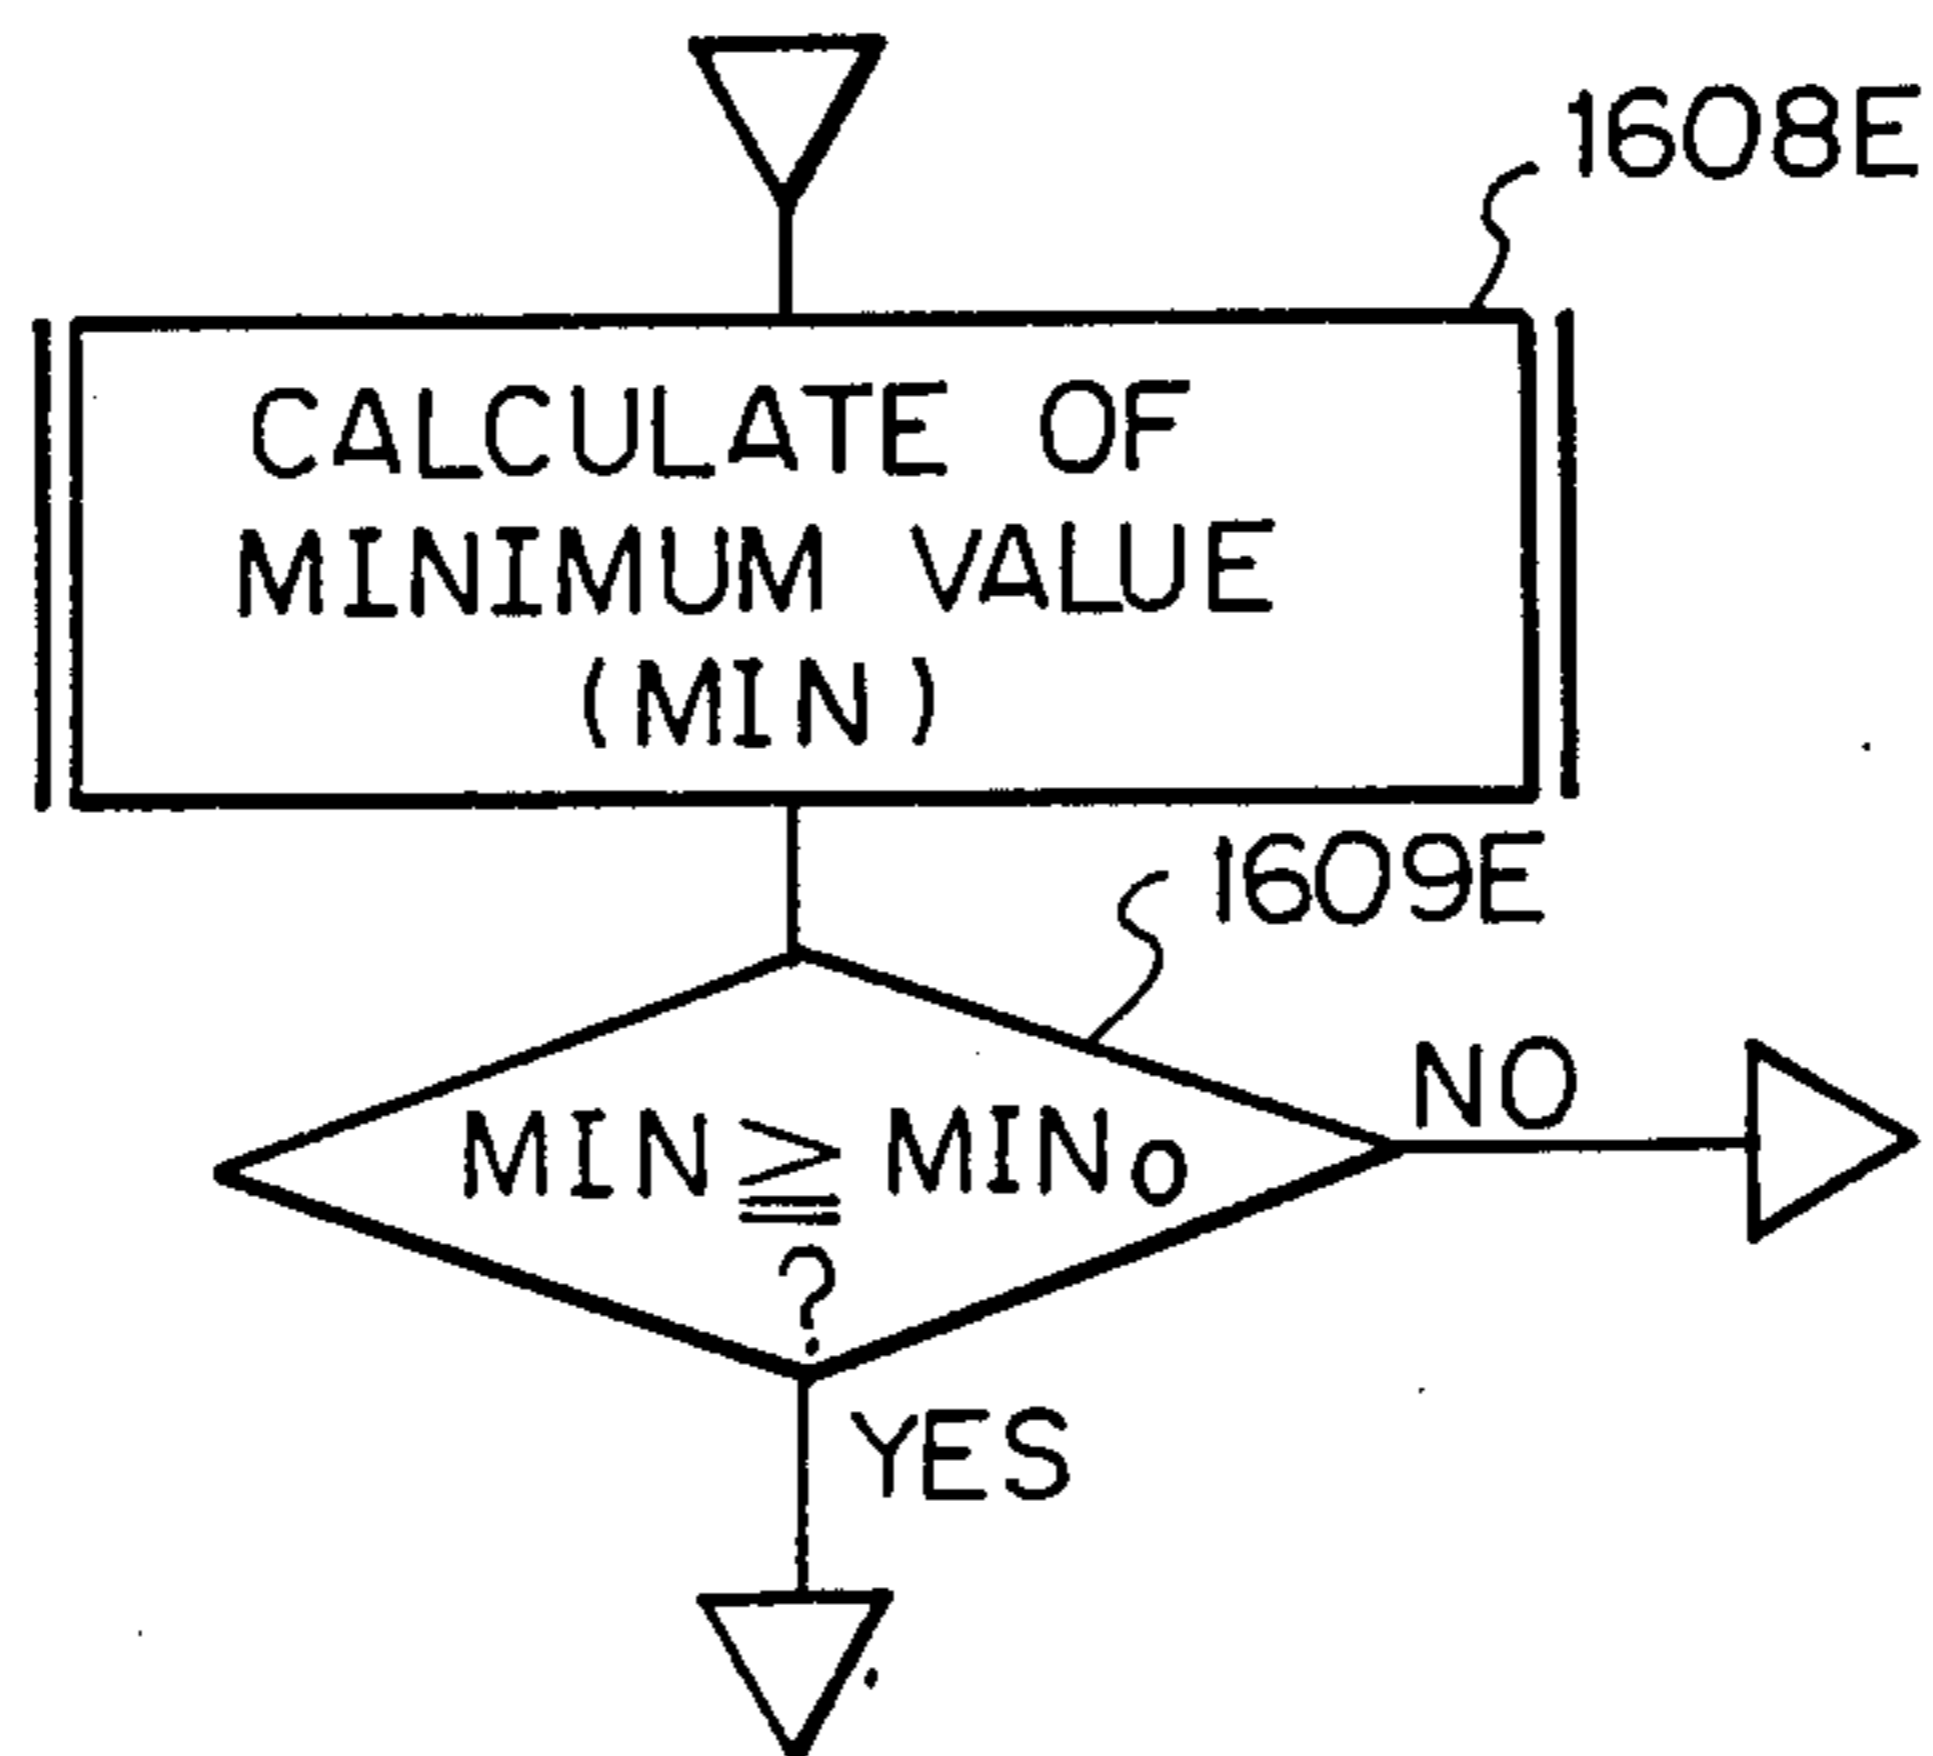 1608E
CALCULATE OF
MINIMUM VALUE
(MIN)
1609E
MIN ≧ MIN₀
?
NO
YES